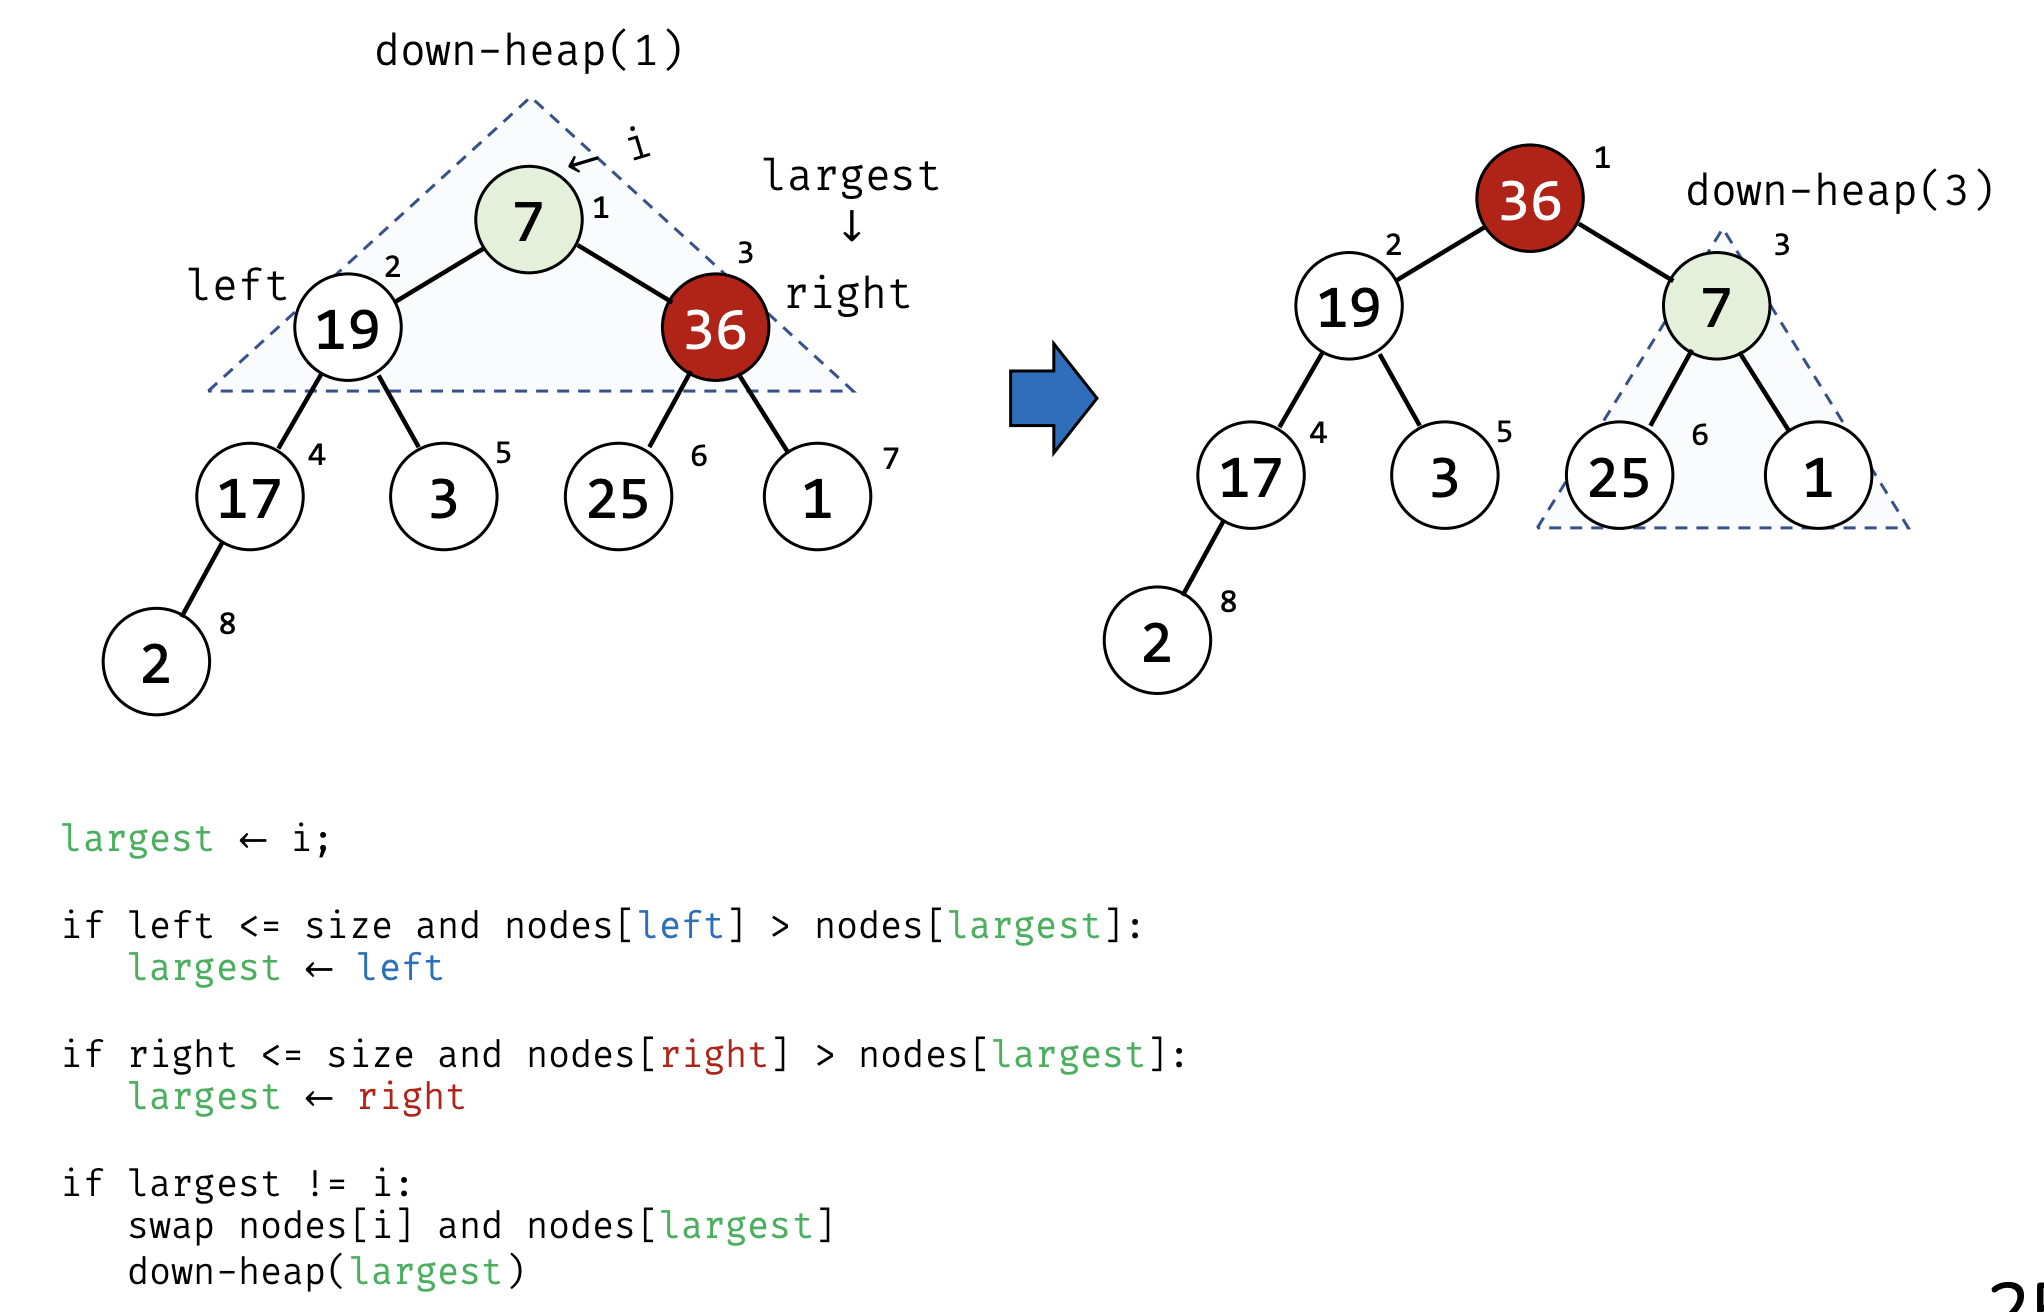 down-heap(1)
← i
7
1
largest
↓
right
left
2
19
3
36
17
4
3
5
25
6
1
7
2
8
36
1
down-heap(3)
2
19
3
7
17
4
3
5
25
6
1
2
8
largest ← i;
if left <= size and nodes[left] > nodes[largest]:
largest ← left
if right <= size and nodes[right] > nodes[largest]:
largest ← right
if largest != i:
swap nodes[i] and nodes[largest]
down-heap(largest)